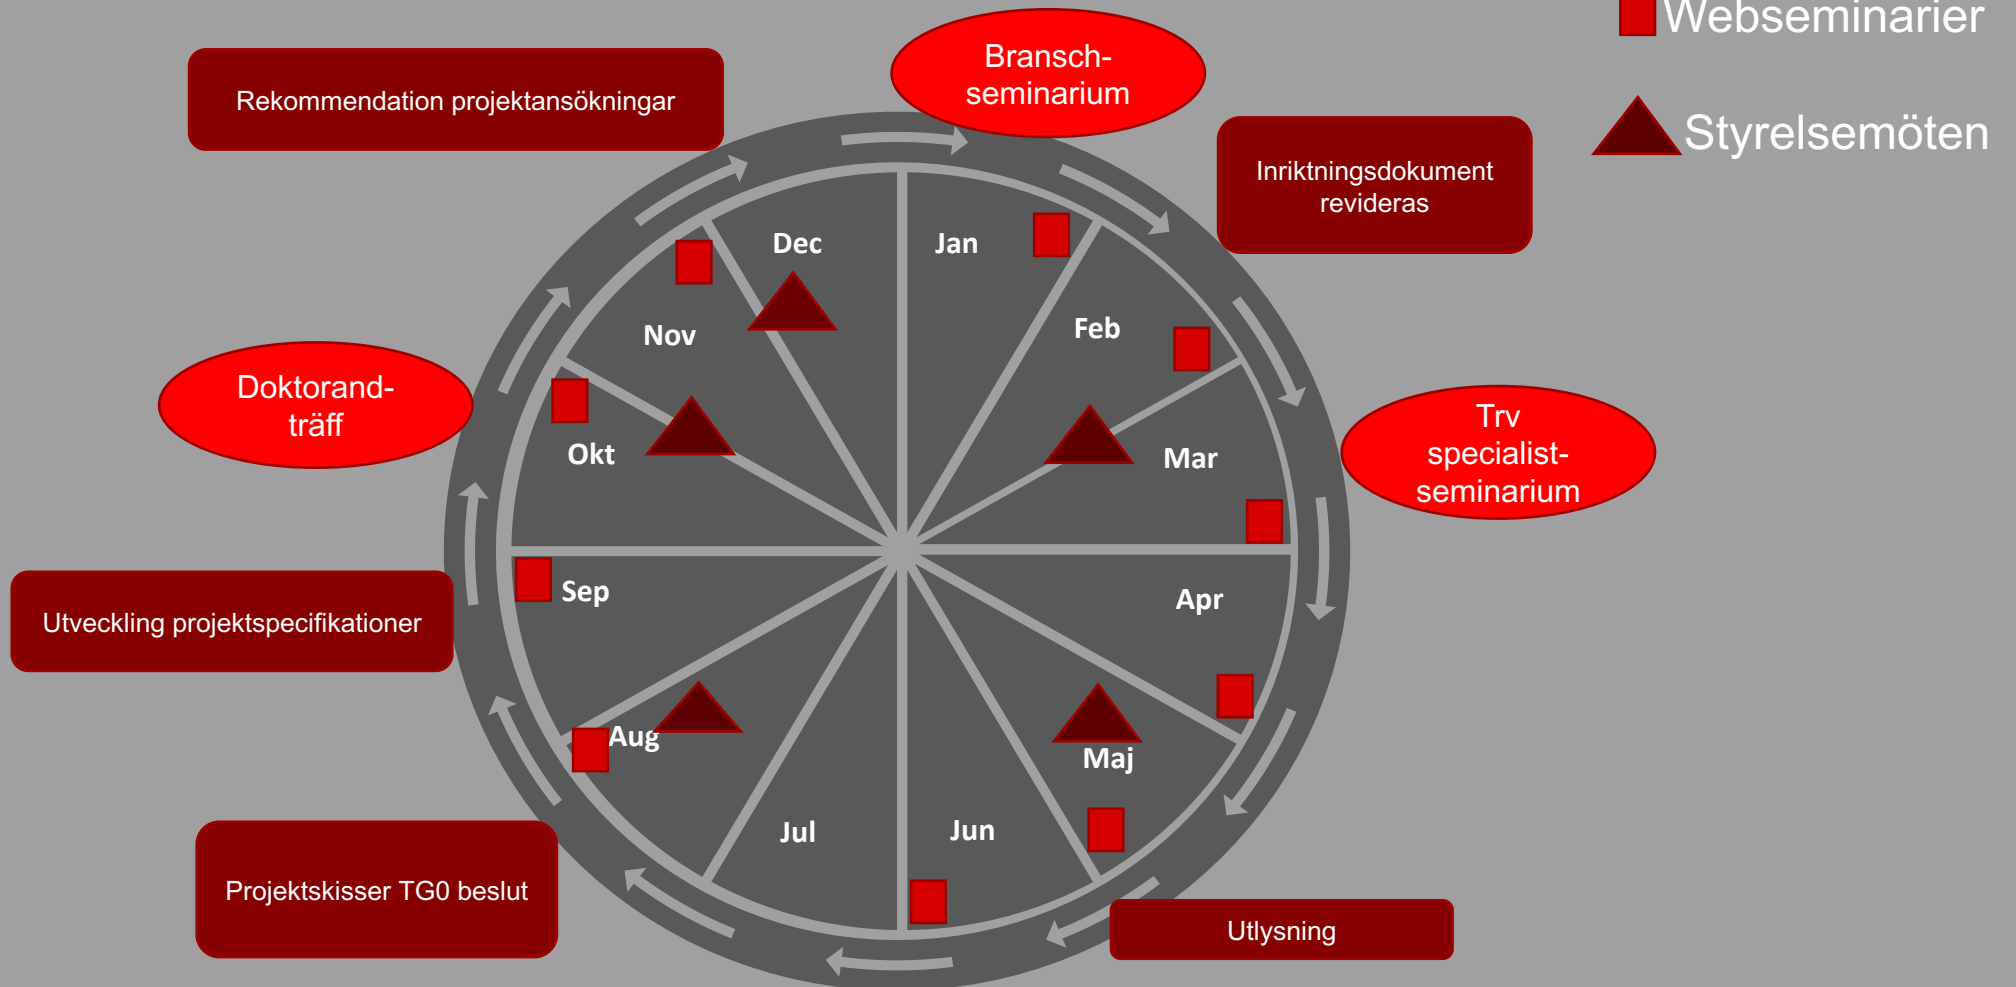 Webseminarier
Styrelsemöten
Bransch-
seminarium
Rekommendation projektansökningar
Inriktningsdokument
revideras
Dec
Jan
Nov
Feb
Doktorand-
träff
Okt
Mar
Trv
specialist-
seminarium
Sep
Apr
Utveckling projektspecifikationer
Aug
Maj
Jul
Jun
Projektskisser TG0 beslut
Utlysning